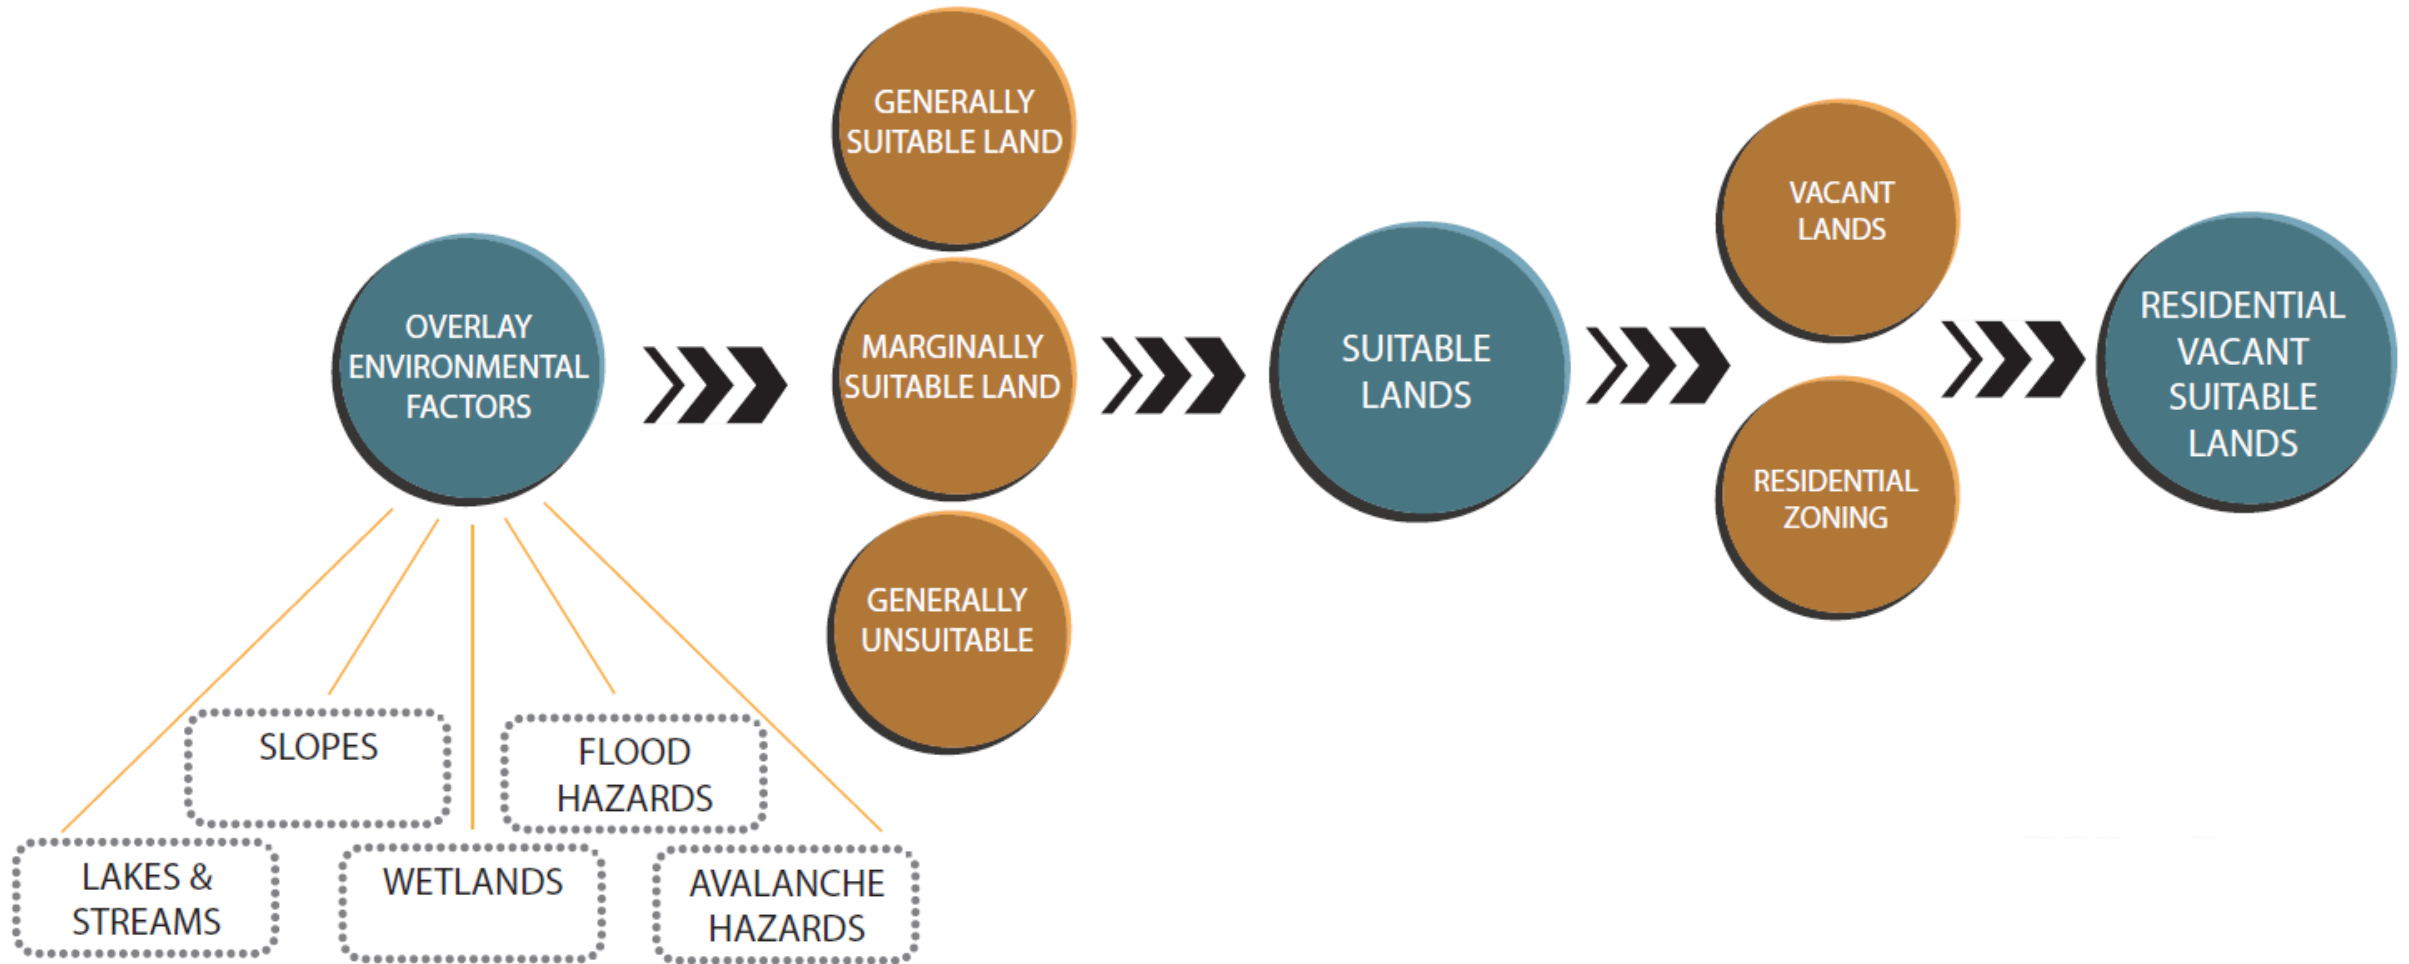 OVERLAY
ENVIRONMENTAL
FACTORS
LAKES &
STREAMS
SLOPES
WETLANDS
FLOOD
HAZARDS
AVALANCHE
HAZARDS
GENERALLY
SUITABLE LAND
MARGINALLY
SUITABLE LAND
GENERALLY
UNSUITABLE
SUITABLE
LANDS
VACANT
LANDS
RESIDENTIAL
ZONING
RESIDENTIAL
VACANT
SUITABLE
LANDS